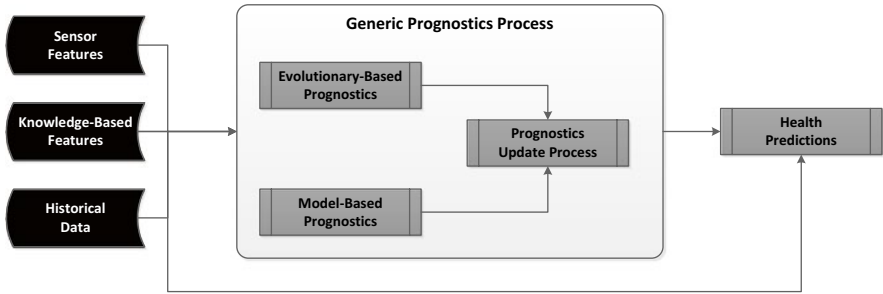 Sensor
Features
Knowledge-Based
Features
Historical
Data
Generic Prognostics Process
Evolutionary-Based
Prognostics
Model-Based
Prognostics
Prognostics
Update Process
Health
Predictions